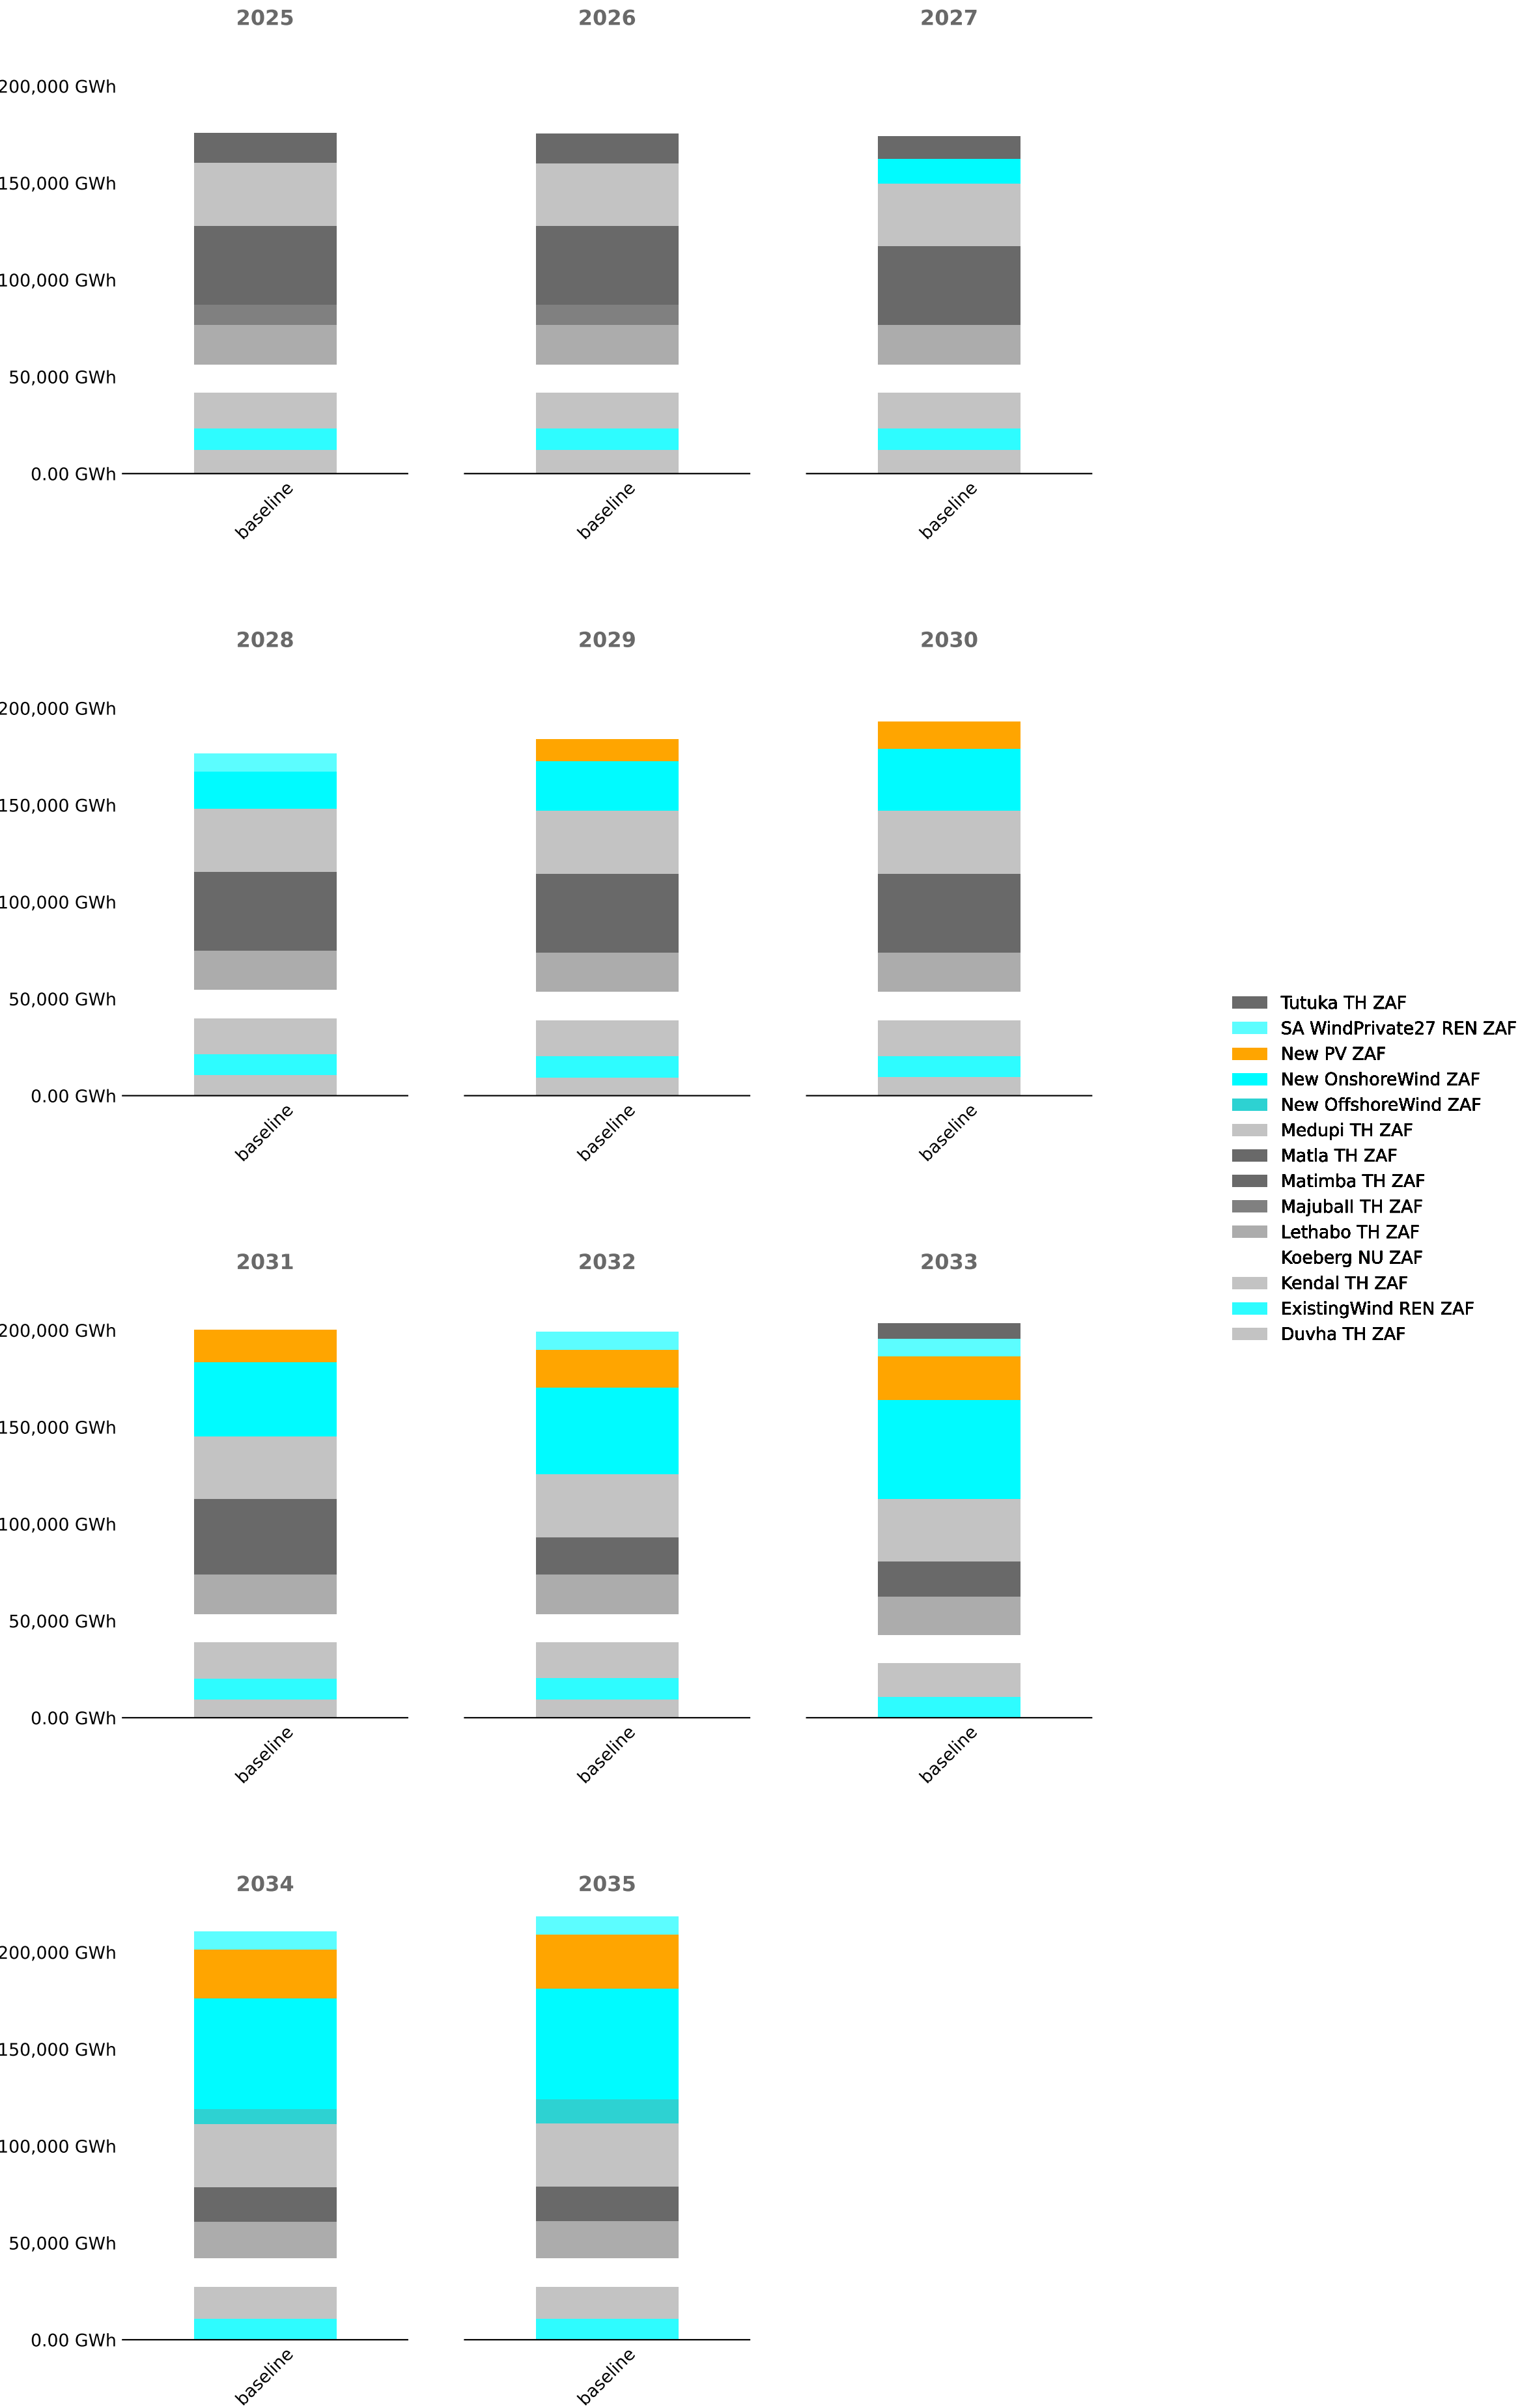 2025
2026
2027
200,000 GWh
150,000 GWh
100,000 GWh
50,000 GWh
0.00 GWh
baseline
baseline
baseline
2028
2029
2030
200,000 GWh
150,000 GWh
100,000 GWh
50,000 GWh
0.00 GWh
baseline
baseline
baseline
Tutuka TH ZAF
SA WindPrivate27 REN ZAF
New PV ZAF
New OnshoreWind ZAF
New OffshoreWind ZAF
Medupi TH ZAF
Matla TH ZAF
Matimba TH ZAF
MajubaII TH ZAF
Lethabo TH ZAF
Koeberg NU ZAF
Kendal TH ZAF
ExistingWind REN ZAF
Duvha TH ZAF
2031
2032
2033
200,000 GWh
150,000 GWh
100,000 GWh
50,000 GWh
0.00 GWh
baseline
baseline
baseline
2034
2035
200,000 GWh
150,000 GWh
100,000 GWh
50,000 GWh
0.00 GWh
baseline
baseline